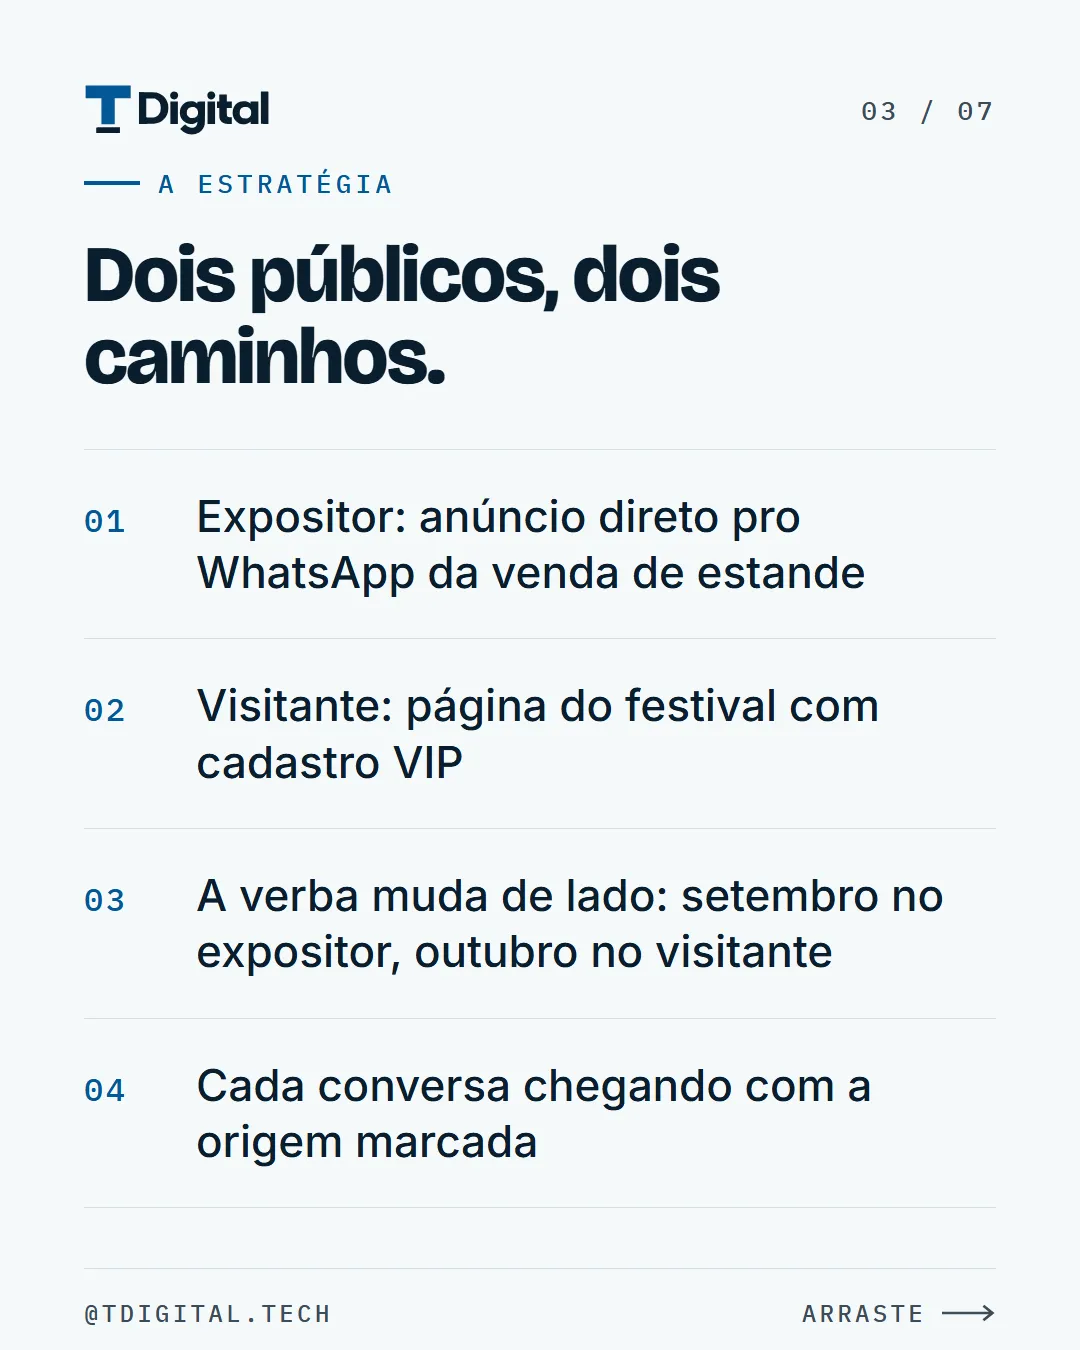 T Digital
03 / 07
A ESTRATÉGIA
Dois públicos, dois
caminhos.
01
Expositor: anúncio direto pro
WhatsApp da venda de estande
02
Visitante: página do festival com
cadastro VIP
03
A verba muda de lado: setembro no
expositor, outubro no visitante
04
Cada conversa chegando com a
origem marcada
@TDIGITAL.TECH
ARRASTE